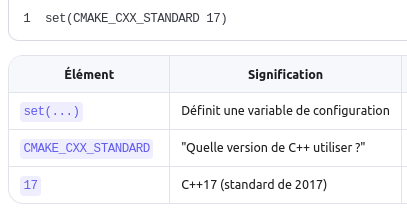 1 set(CMAKE_CXX_STANDARD 17)
Élément Signification
set(...) Définit une variable de configuration
CMAKE_CXX_STANDARD "Quelle version de C++ utiliser ?"
17 C++17 (standard de 2017)